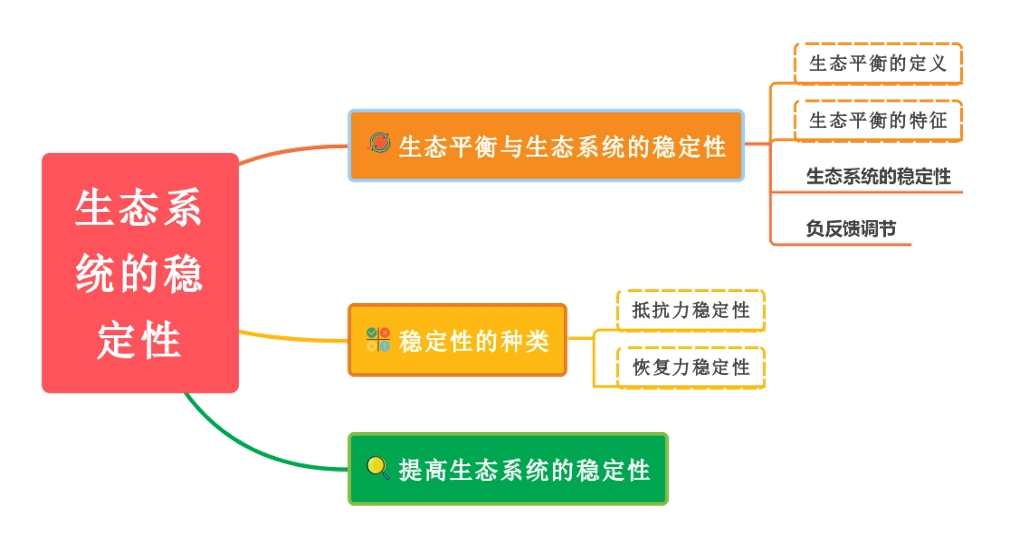 生态系
统的稳
定性
生态平衡与生态系统的稳定性
生态平衡的定义
生态平衡的特征
生态系统的稳定性
负反馈调节
稳定性的种类
抵抗力稳定性
恢复力稳定性
提高生态系统的稳定性